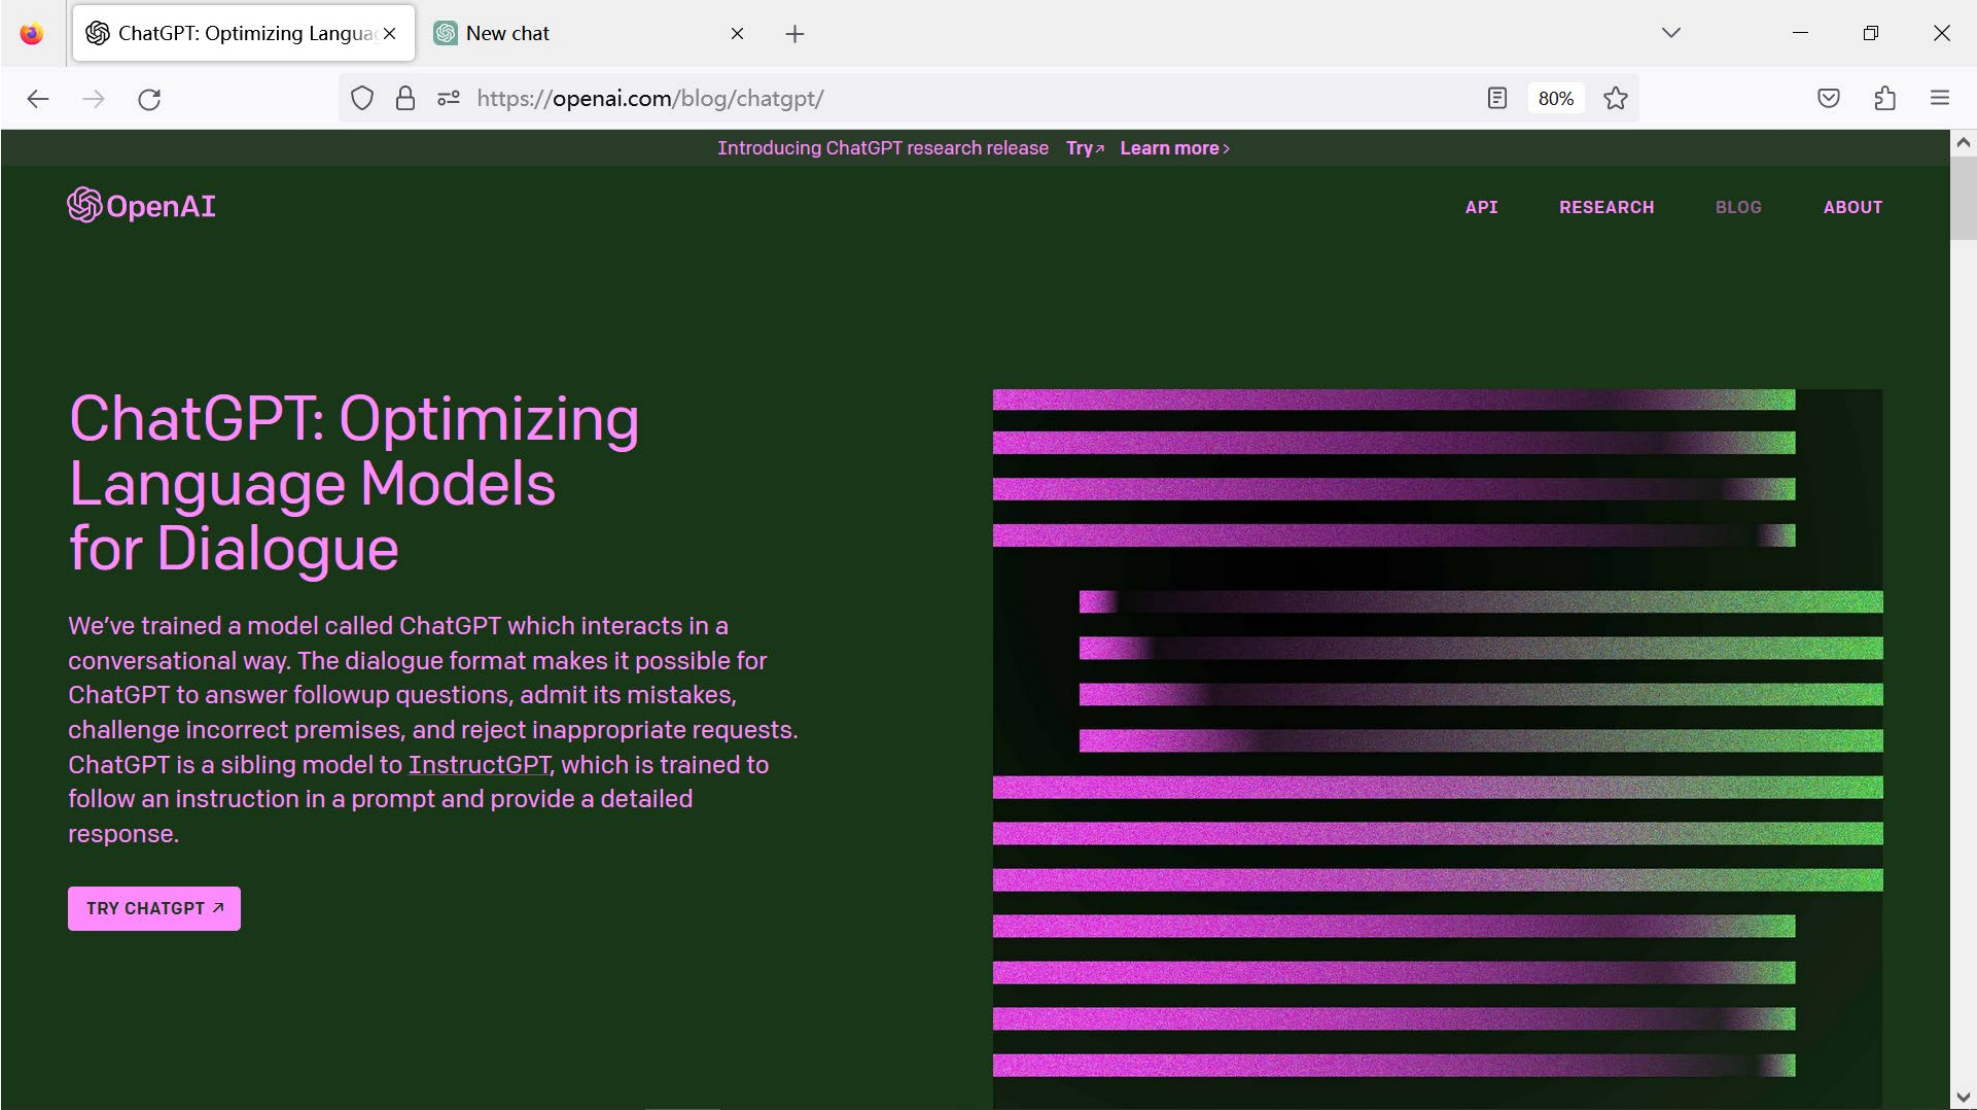 ChatGPT: Optimizing Langua
New chat
https://openai.com/blog/chatgpt/
80%
Introducing ChatGPT research release Try↗ Learn more›
OpenAI
API RESEARCH BLOG ABOUT
ChatGPT: Optimizing
Language Models
for Dialogue
We’ve trained a model called ChatGPT which interacts in a
conversational way. The dialogue format makes it possible for
ChatGPT to answer followup questions, admit its mistakes,
challenge incorrect premises, and reject inappropriate requests.
ChatGPT is a sibling model to InstructGPT, which is trained to
follow an instruction in a prompt and provide a detailed
response.
TRY CHATGPT ↗